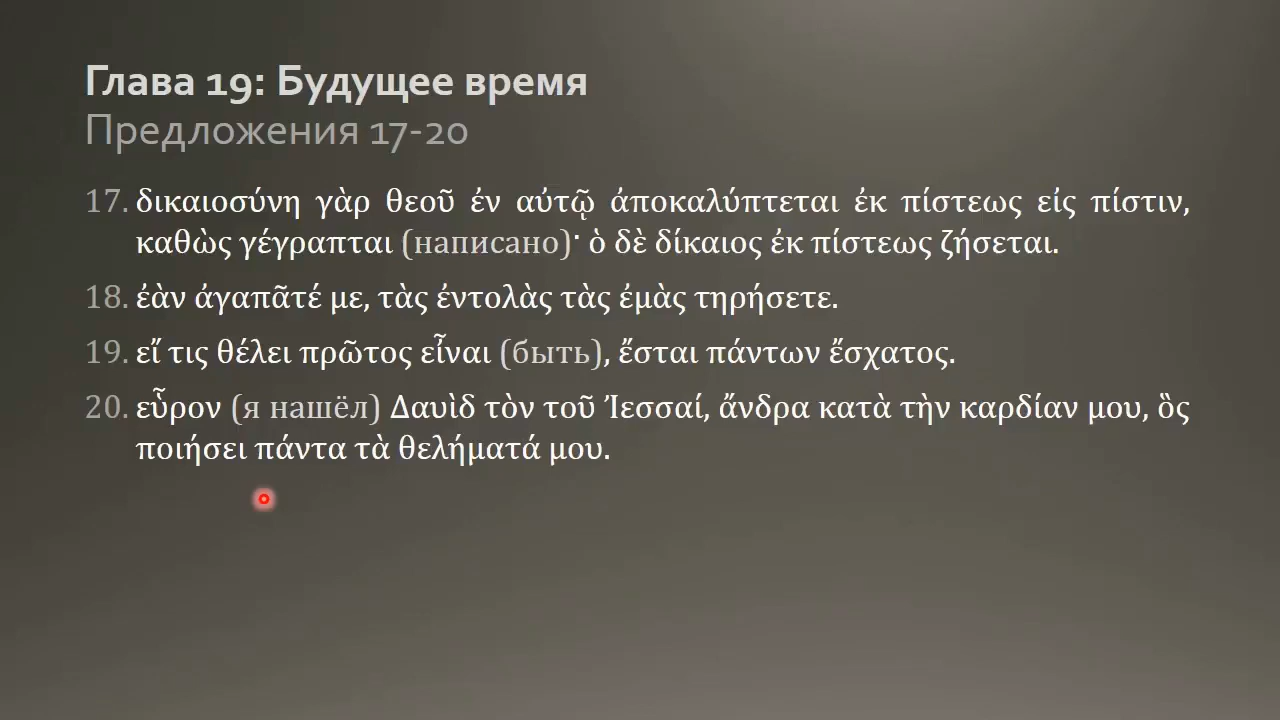 Глава 19: Будущее время
Предложения 17-20
17. δικαιοσύνη γὰρ θεοῦ ἐν αὐτῷ ἀποκαλύπτεται ἐκ πίστεως εἰς πίστιν,
καθὼς γέγραπται (написано)· ὁ δὲ δίκαιος ἐκ πίστεως ζήσεται.
18. ἐὰν ἀγαπᾶτέ με, τὰς ἐντολὰς τὰς ἐμὰς τηρήσετε.
19. εἴ τις θέλει πρῶτος εἶναι (быть), ἔσται πάντων ἔσχατος.
20. εὗρον (я нашёл) Δαυὶδ τὸν τοῦ Ἰεσσαί, ἄνδρα κατὰ τὴν καρδίαν μου, ὃς
ποιήσει πάντα τὰ θελήματά μου.